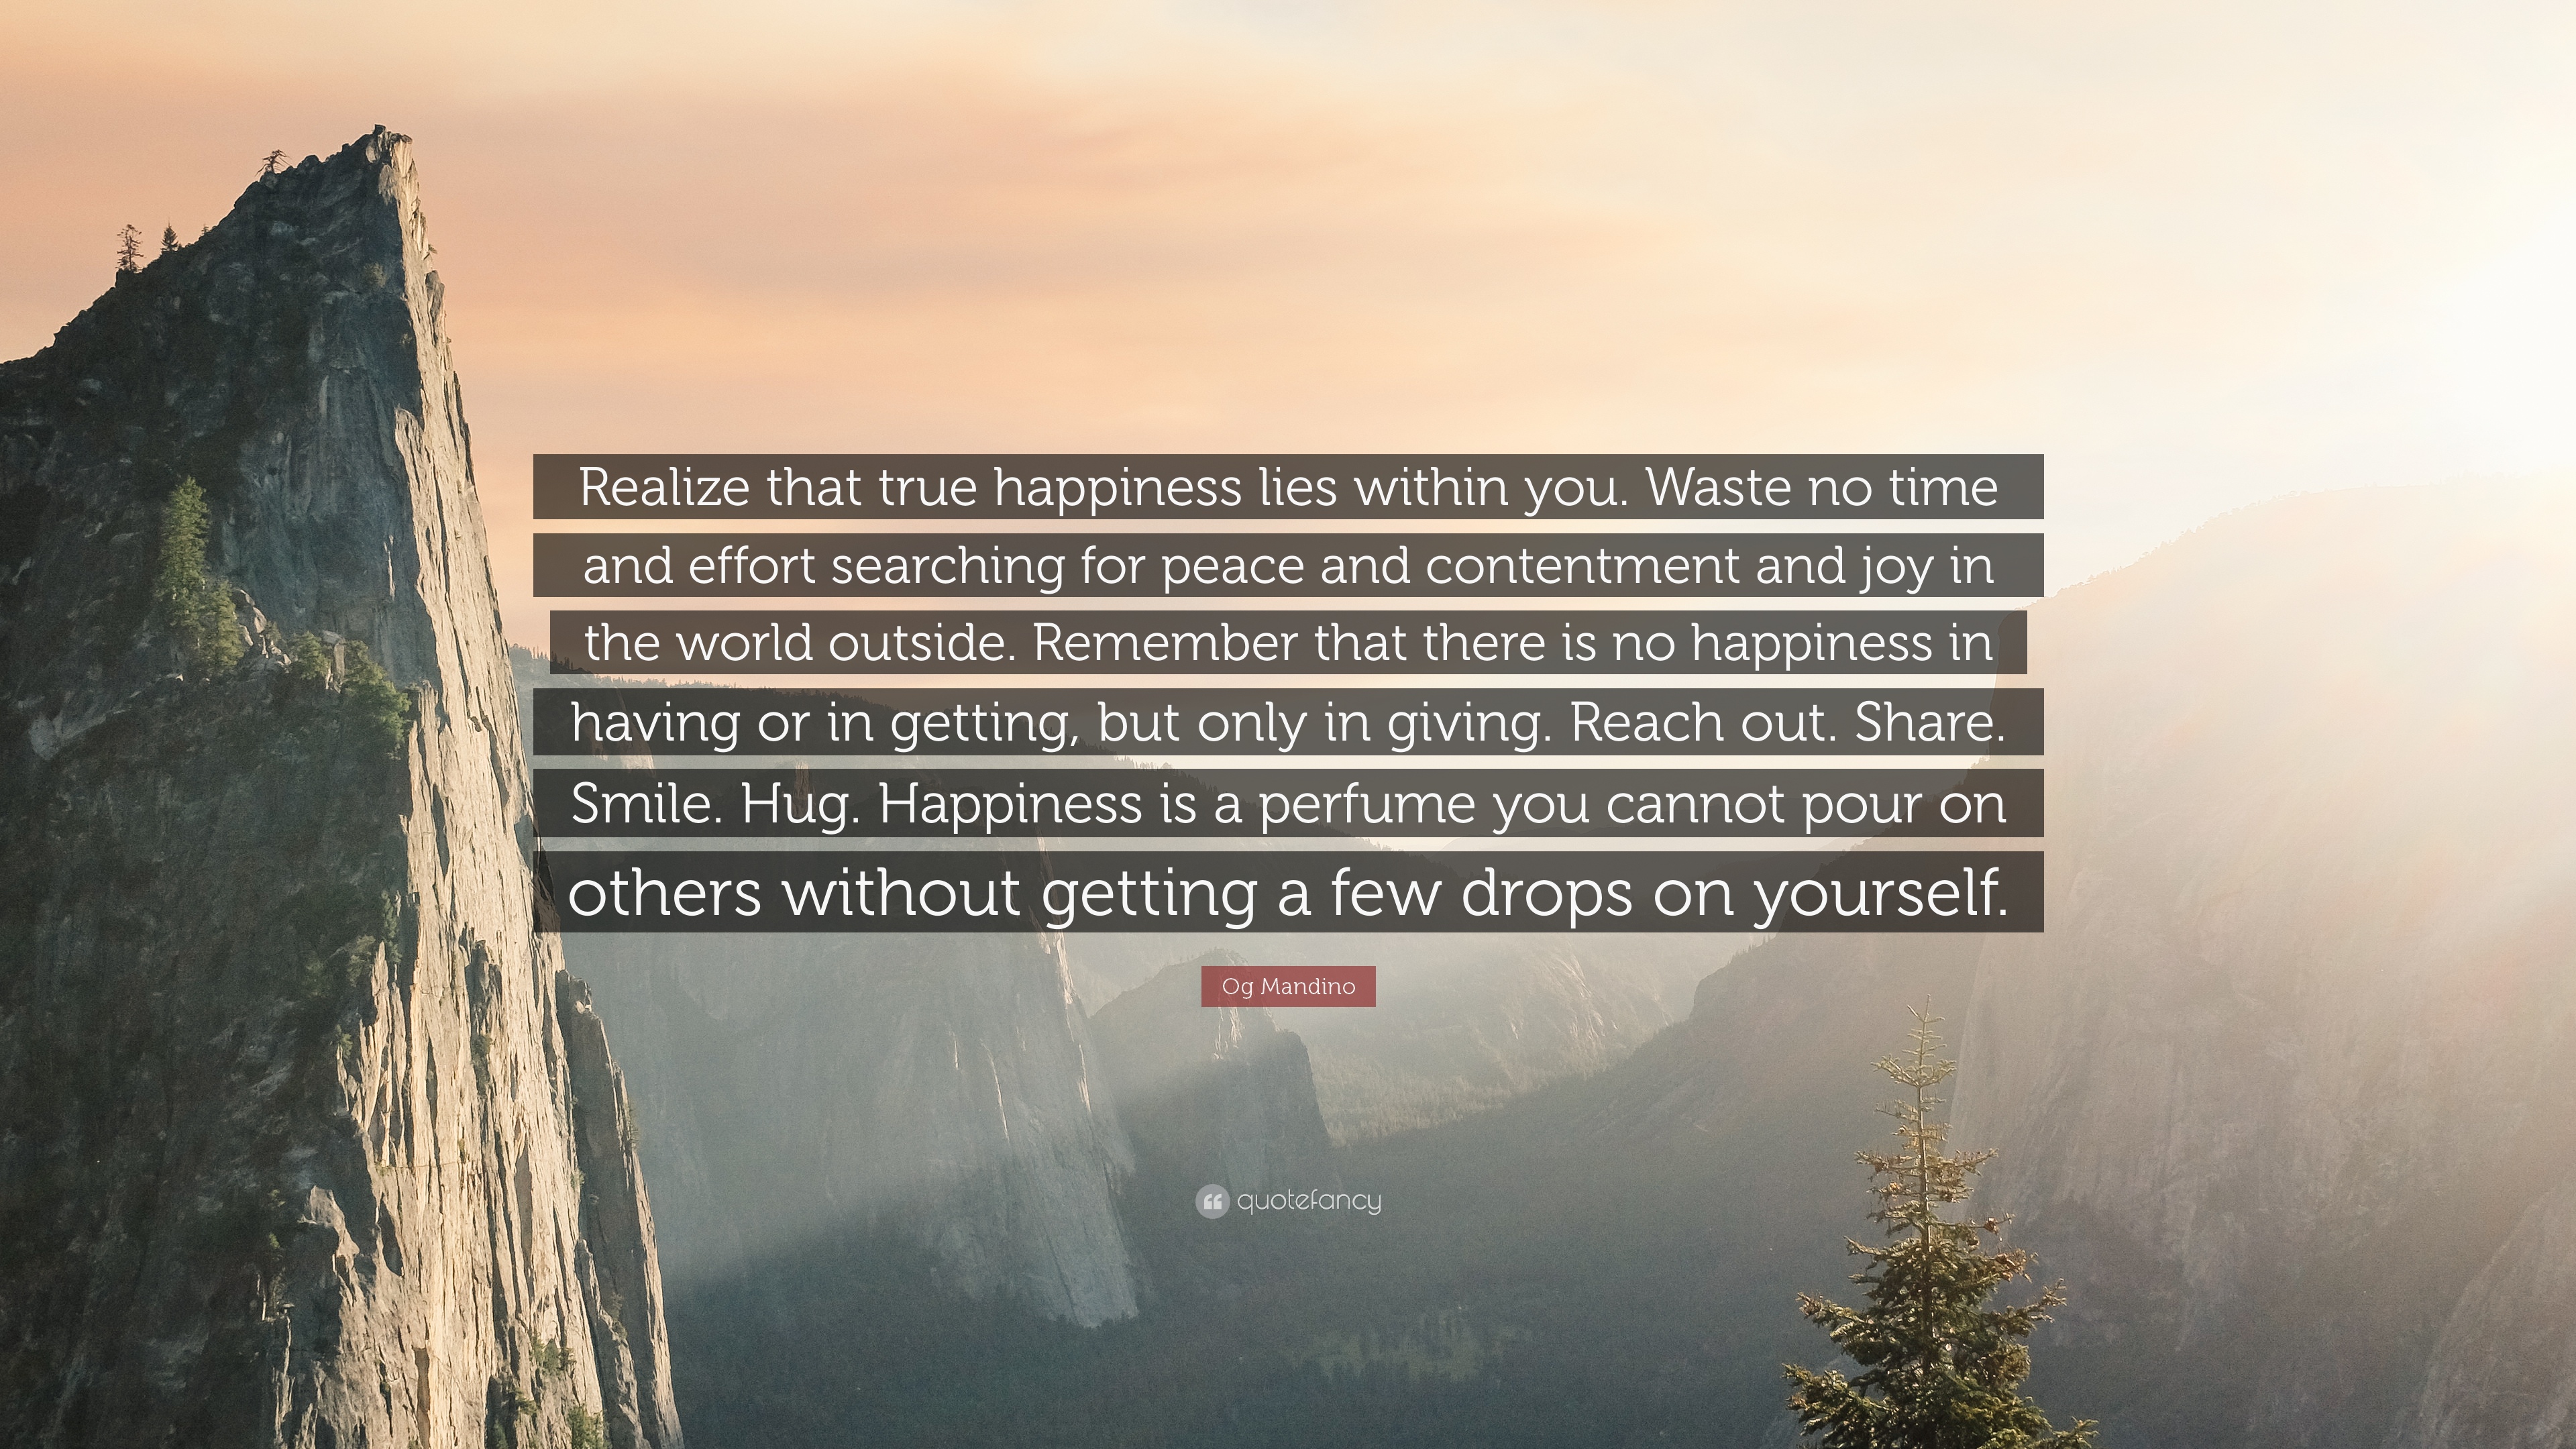 Realize that true happiness lies within you. Waste no time
and effort searching for peace and contentment and joy in
the world outside. Remember that there is no happiness in
having or in getting, but only in giving. Reach out. Share.
Smile. Hug. Happiness is a perfume you cannot pour on
others without getting a few drops on yourself.
Og Mandino
quotefancy